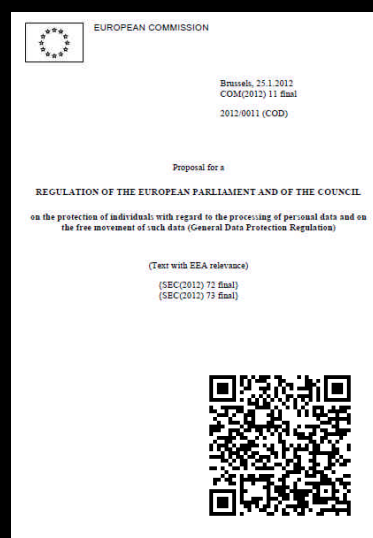 EUROPEAN COMMISSION
Brussels, 25.1.2012
COM(2012) 11 final
2012/0011 (COD)
Proposal for a
REGULATION OF THE EUROPEAN PARLIAMENT AND OF THE COUNCIL
on the protection of individuals with regard to the processing of personal data and on
the free movement of such data (General Data Protection Regulation)
(Text with EEA relevance)
{SEC(2012) 72 final}
{SEC(2012) 73 final}